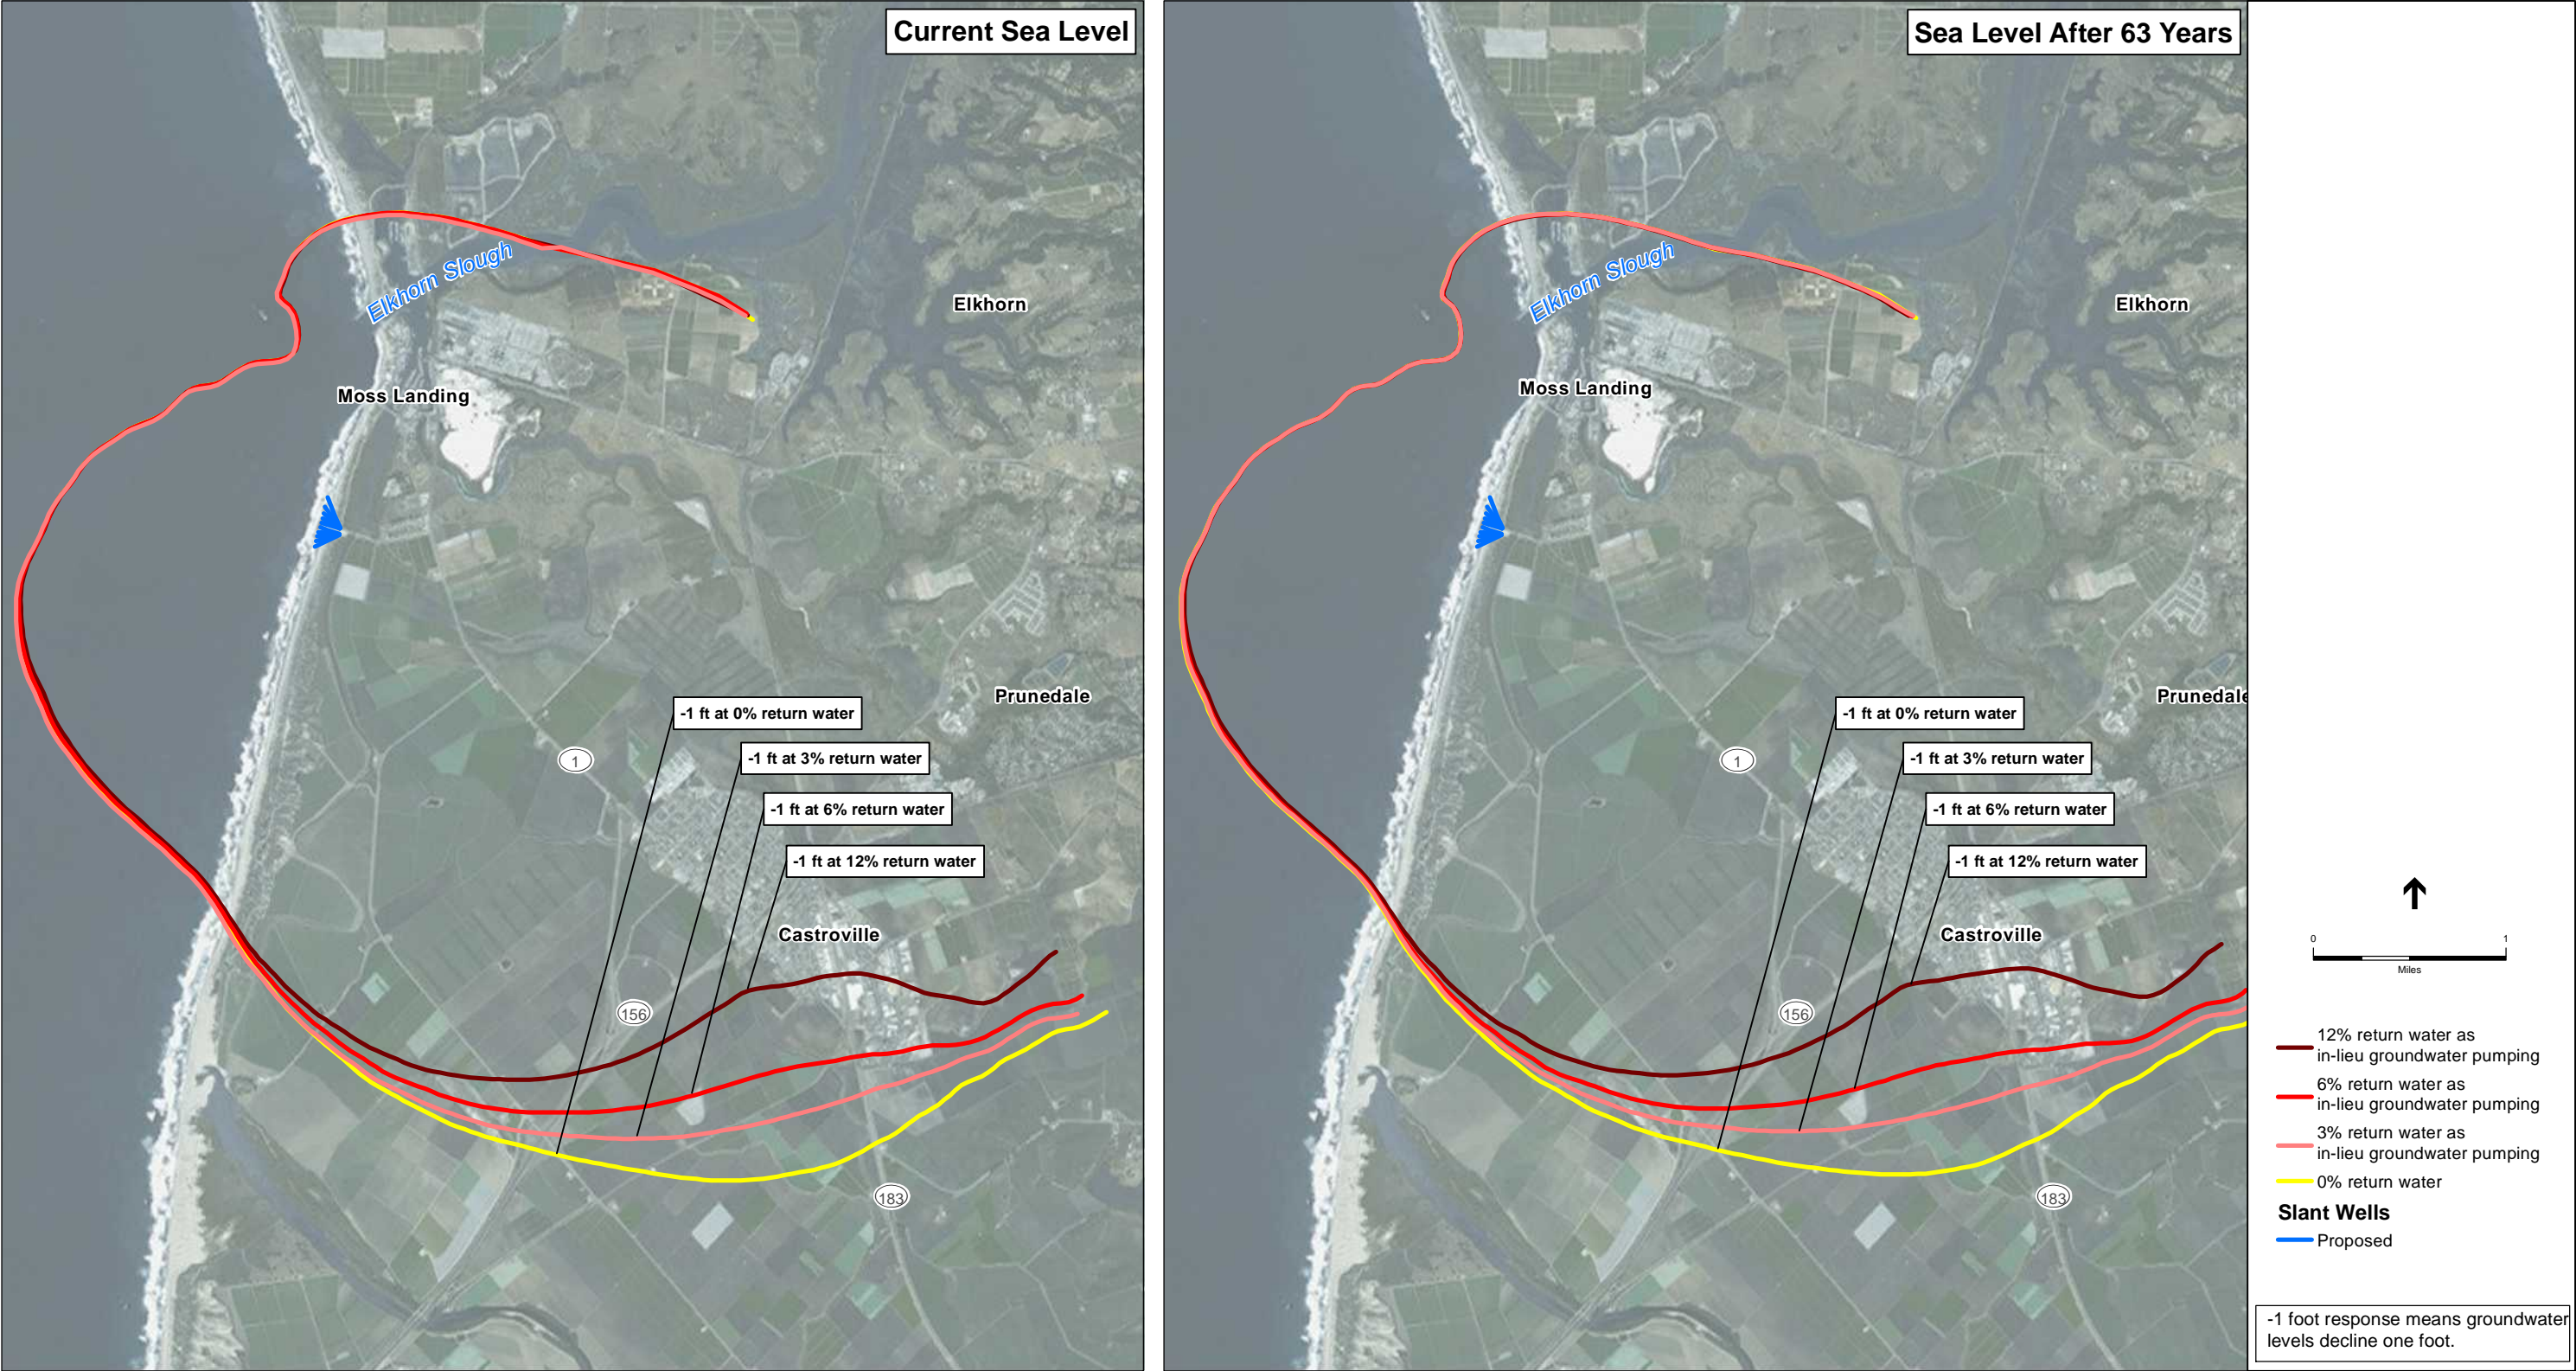 Current Sea Level
Elkhorn Slough
Elkhorn
Moss Landing
Prunedale
-1 ft at 0% return water
-1 ft at 3% return water
1
-1 ft at 6% return water
-1 ft at 12% return water
Castroville
156
183
Sea Level After 63 Years
Elkhorn Slough
Elkhorn
Moss Landing
Prunedale
-1 ft at 0% return water
-1 ft at 3% return water
1
-1 ft at 6% return water
-1 ft at 12% return water
Castroville
156
183
0 1
Miles
12% return water as
in-lieu groundwater pumping
6% return water as
in-lieu groundwater pumping
3% return water as
in-lieu groundwater pumping
0% return water
Slant Wells
Proposed
-1 foot response means groundwater
levels decline one foot.